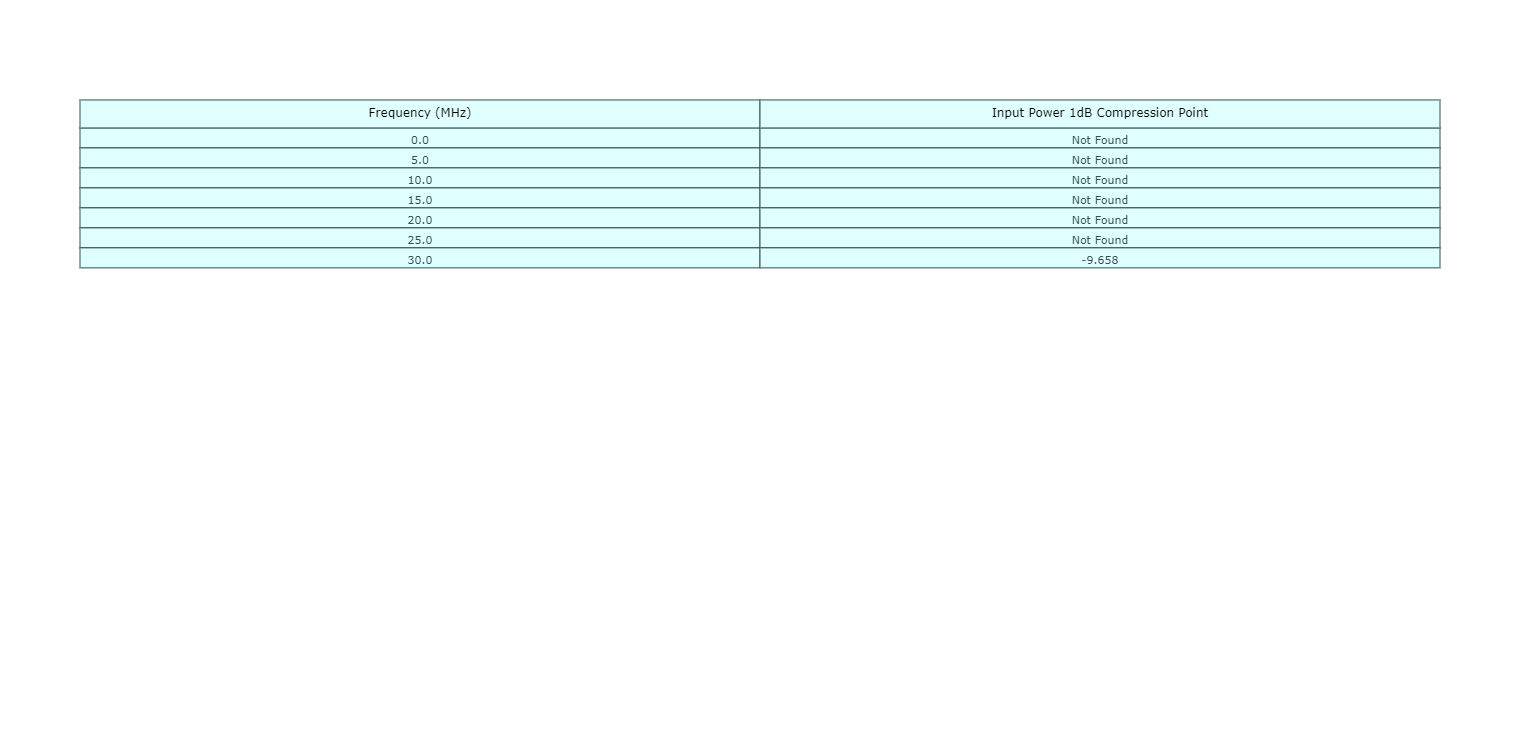 Frequency (MHz) Input Power 1dB Compression Point
0.0 Not Found
5.0 Not Found
10.0 Not Found
15.0 Not Found
20.0 Not Found
25.0 Not Found
30.0 -9.658